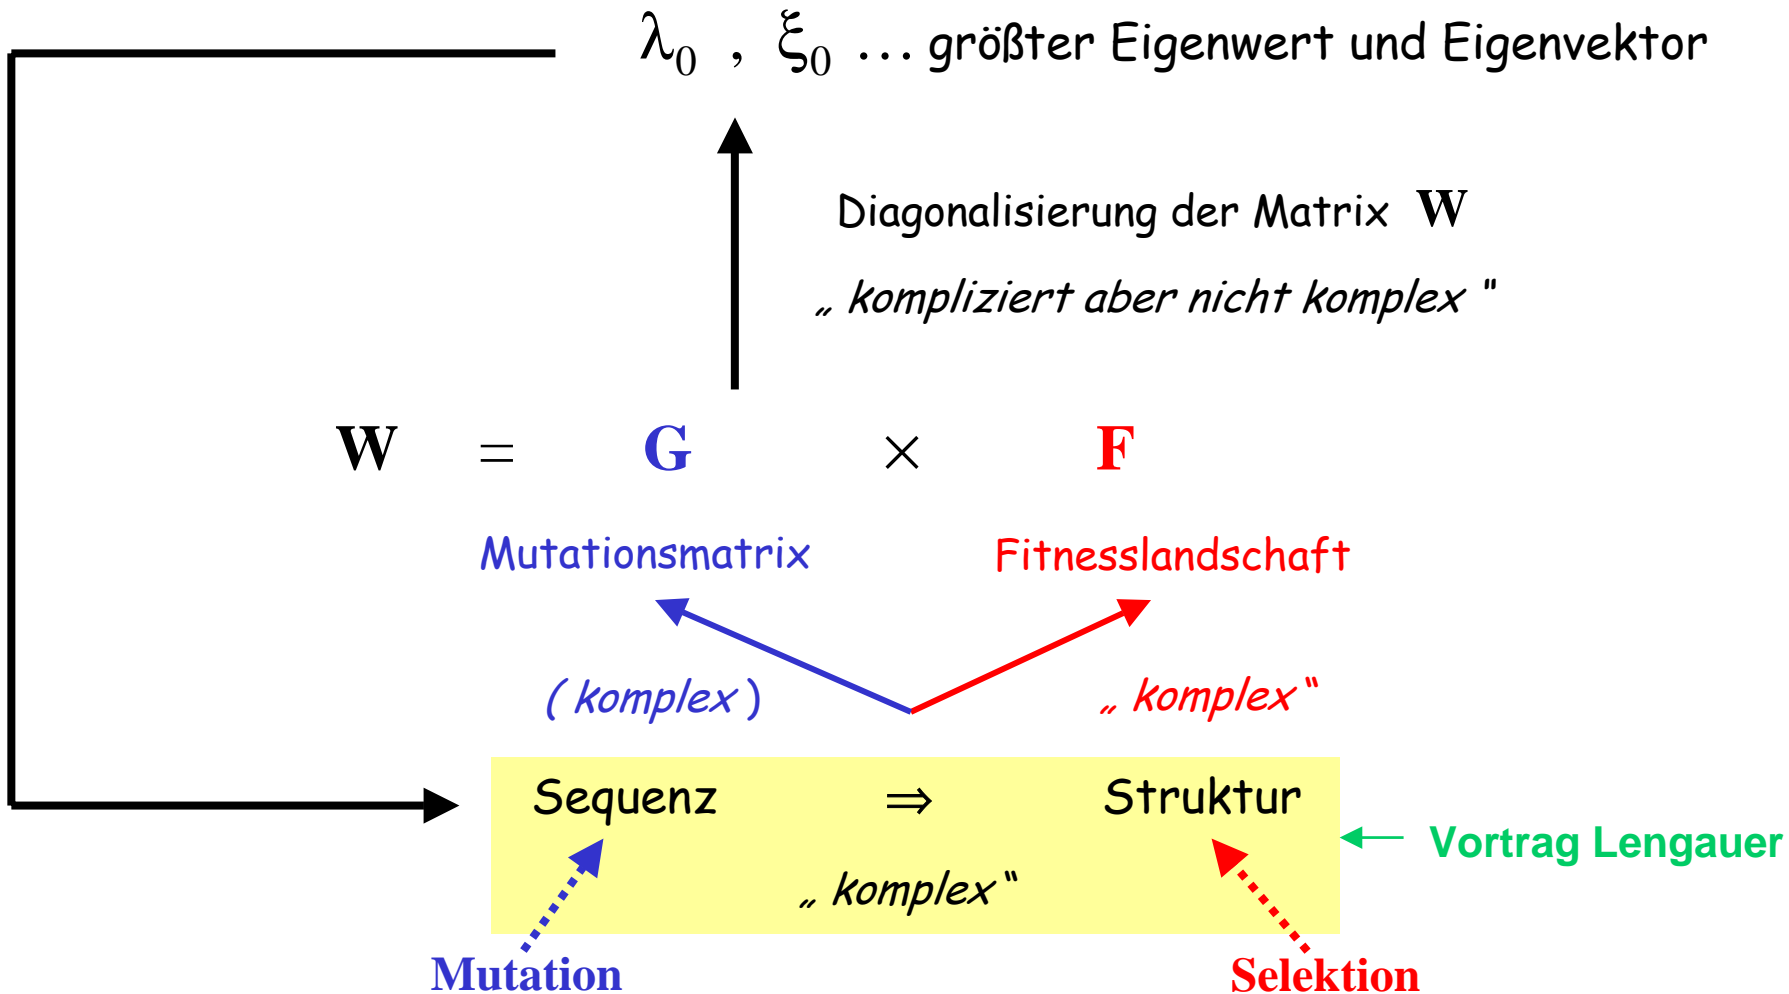 λ₀ , ξ₀ … größter Eigenwert und Eigenvektor
Diagonalisierung der Matrix W
„ kompliziert aber nicht komplex “
W = G × F
Mutationsmatrix Fitnesslandschaft
( komplex ) „ komplex “
Sequenz ⇒ Struktur
Vortrag Lengauer
„ komplex “
Mutation Selektion